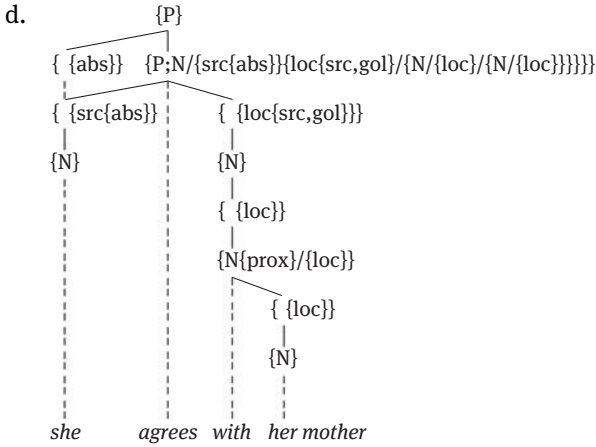 d.
{P}
{ {abs}} {P;N/{src{abs}}{loc{src,gol}/{N/{loc}/{N/{loc}}}}}}
{ {src{abs}} { {loc{src,gol}}}
{N} {N}
{ {loc}}
{N{prox}/{loc}}
{ {loc}}
{N}
she agrees with her mother